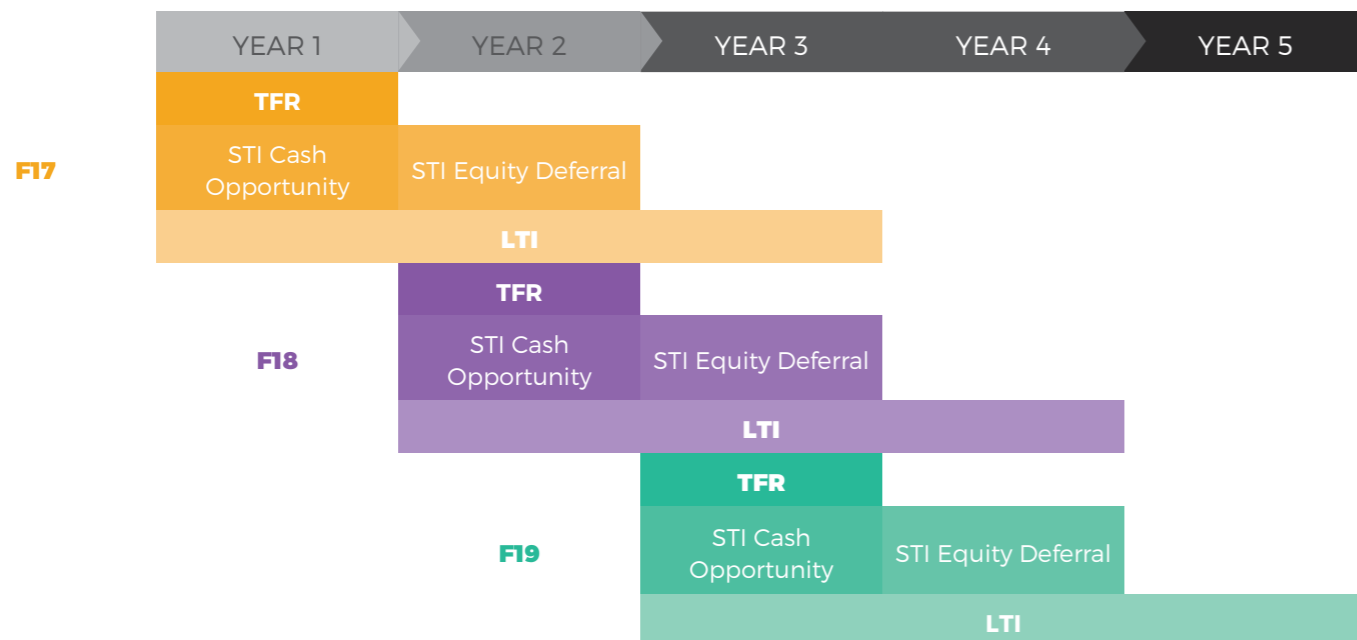 YEAR 1
YEAR 2
YEAR 3
YEAR 4
YEAR 5
F17
TFR
STI Cash
Opportunity
STI Equity Deferral
LTI
F18
TFR
STI Cash
Opportunity
STI Equity Deferral
LTI
F19
TFR
STI Cash
Opportunity
STI Equity Deferral
LTI